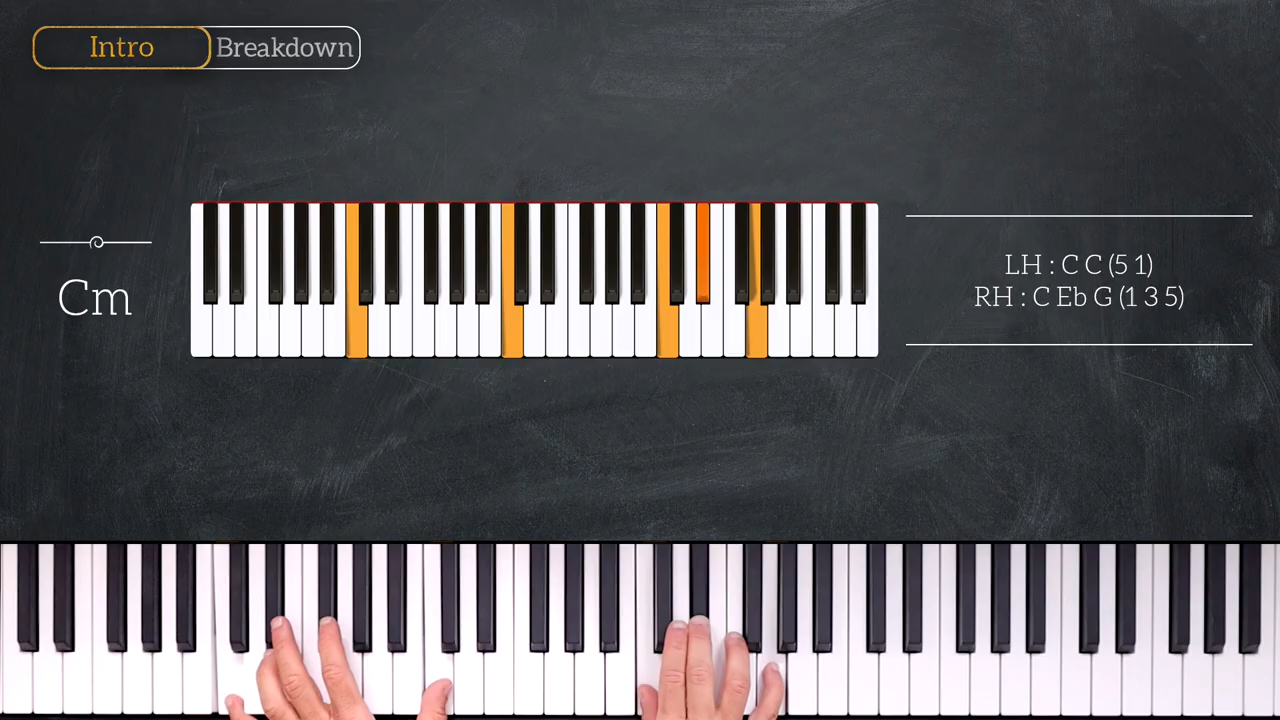 Intro
Breakdown
Cm
LH : C C (5 1)
RH : C Eb G (1 3 5)